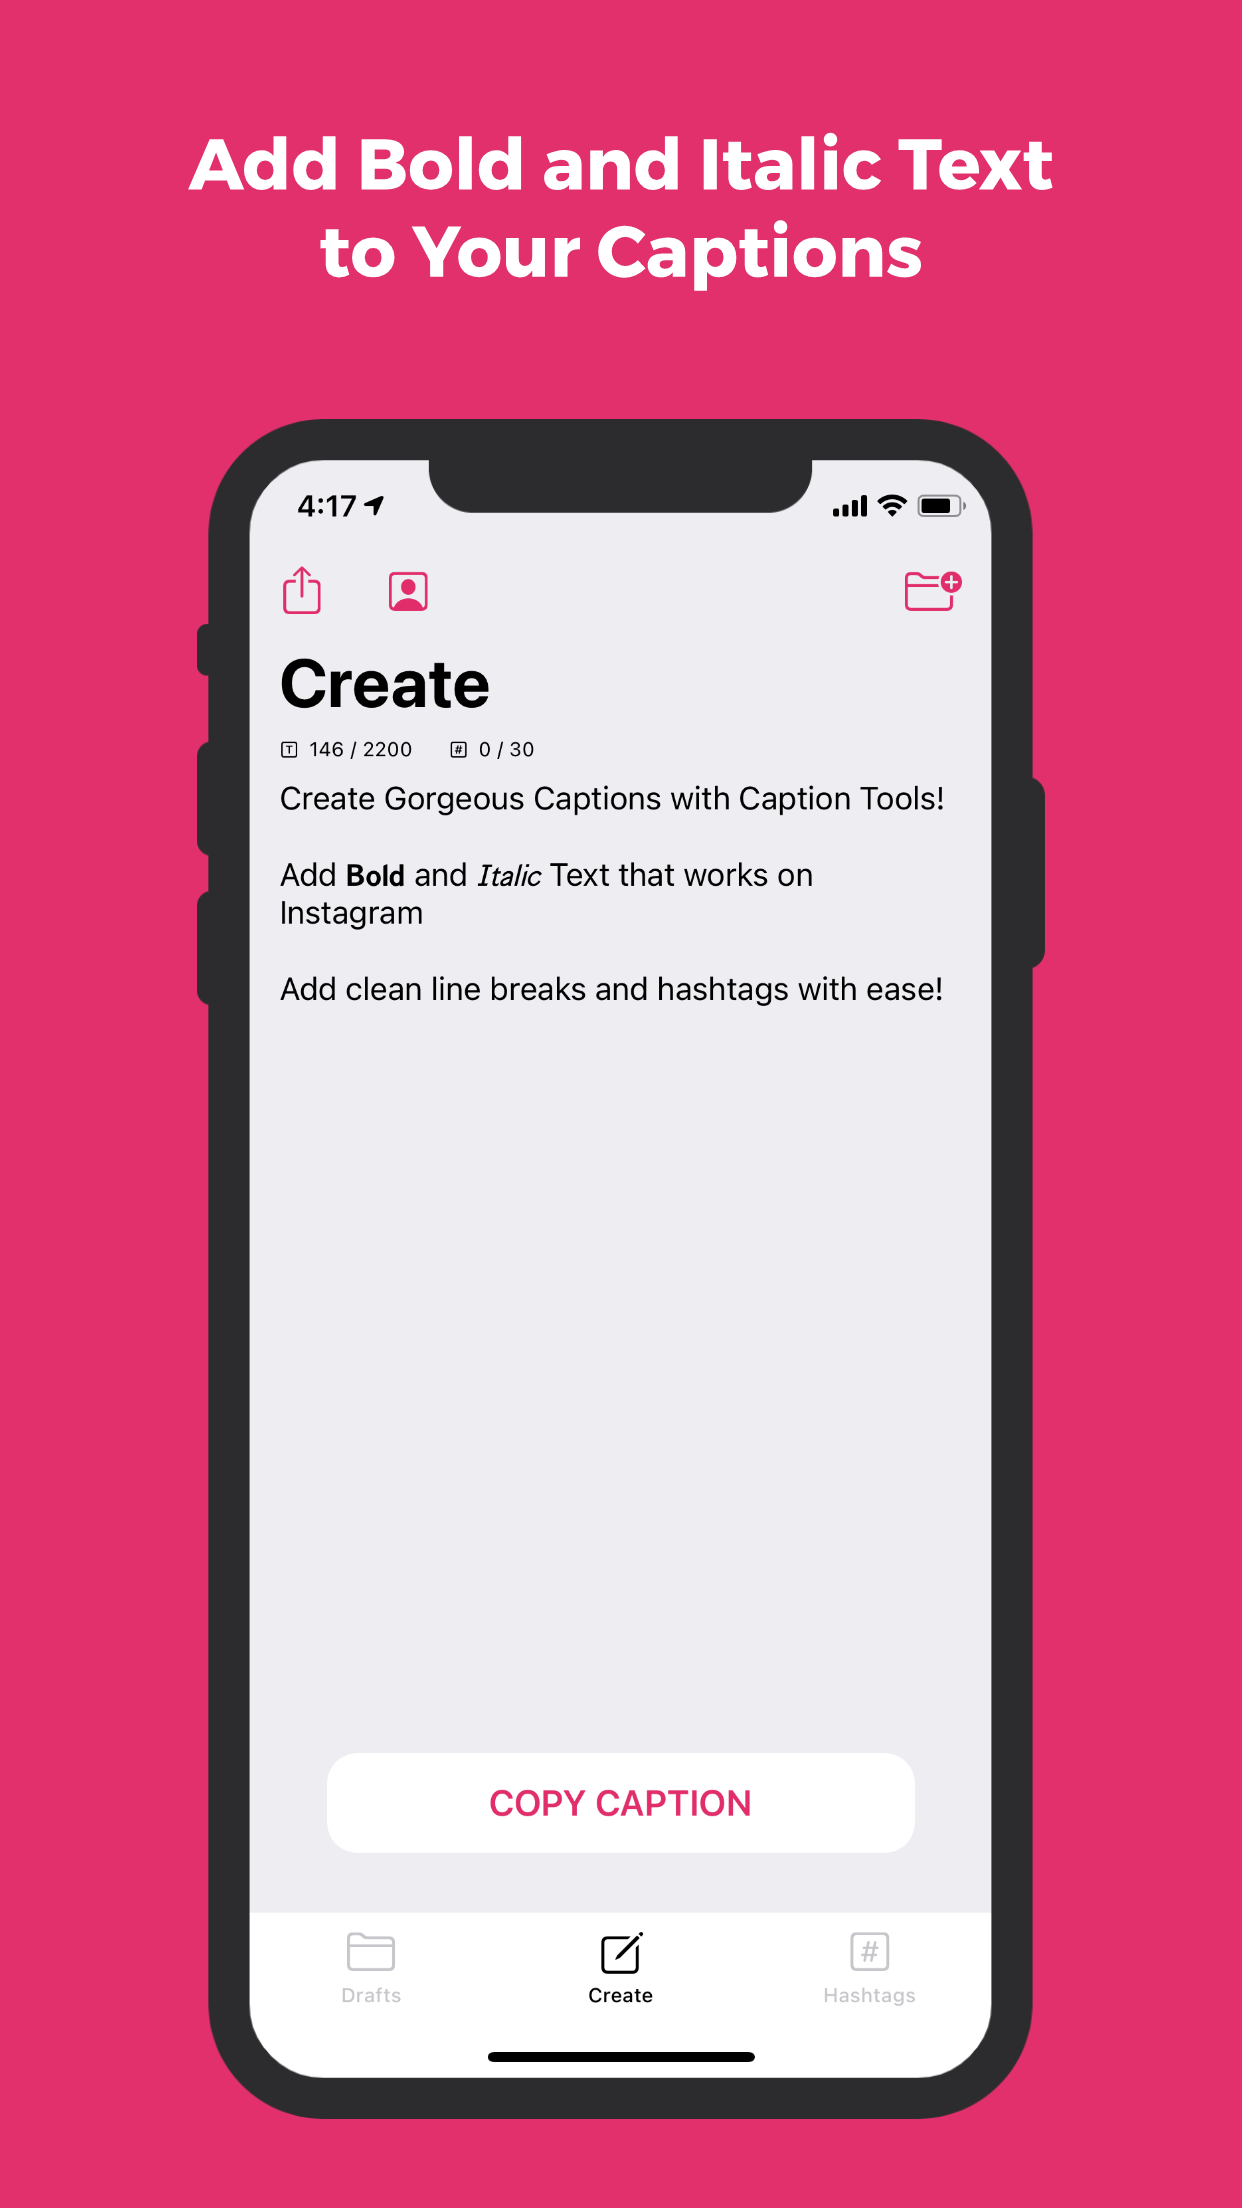 Add Bold and Italic Text
to Your Captions
4:17
Create
T 146 / 2200 # 0 / 30
Create Gorgeous Captions with Caption Tools!
Add Bold and Italic Text that works on
Instagram
Add clean line breaks and hashtags with ease!
COPY CAPTION
#
Drafts Create Hashtags